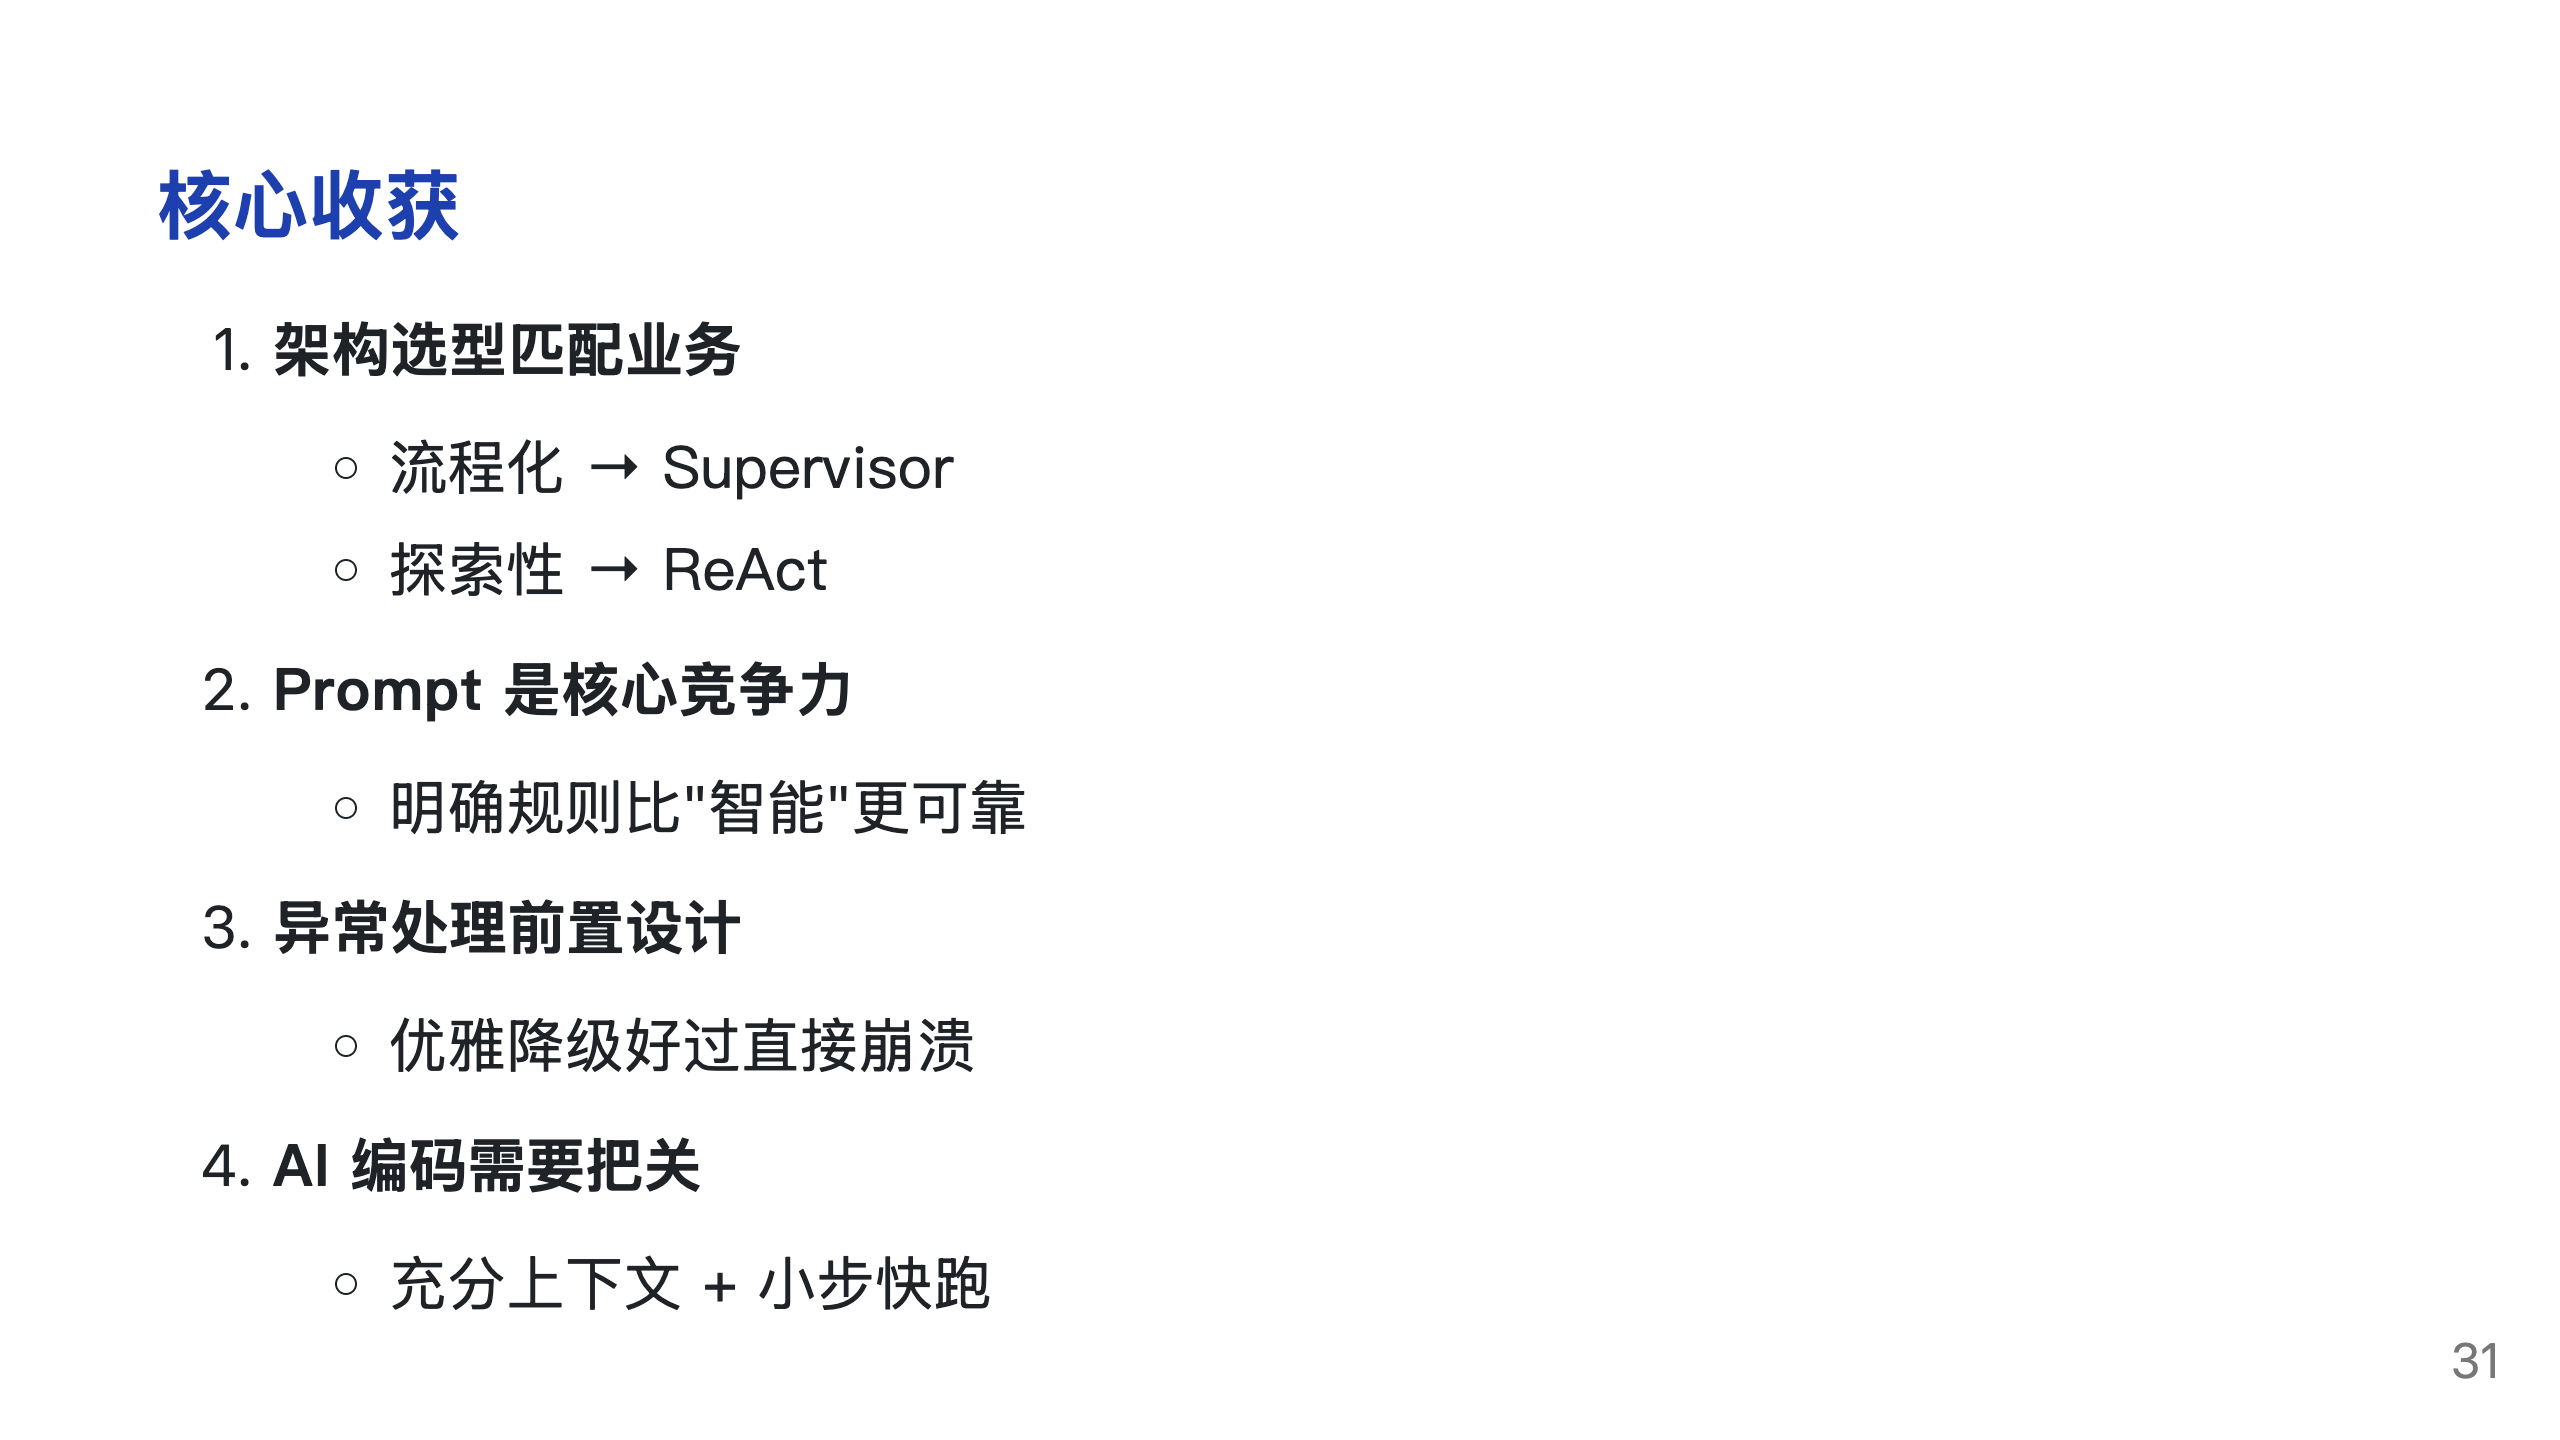 核心收获
1. 架构选型匹配业务
○ 流程化 → Supervisor
○ 探索性 → ReAct
2. Prompt 是核心竞争力
○ 明确规则比"智能"更可靠
3. 异常处理前置设计
○ 优雅降级好过直接崩溃
4. AI 编码需要把关
○ 充分上下文 + 小步快跑
31